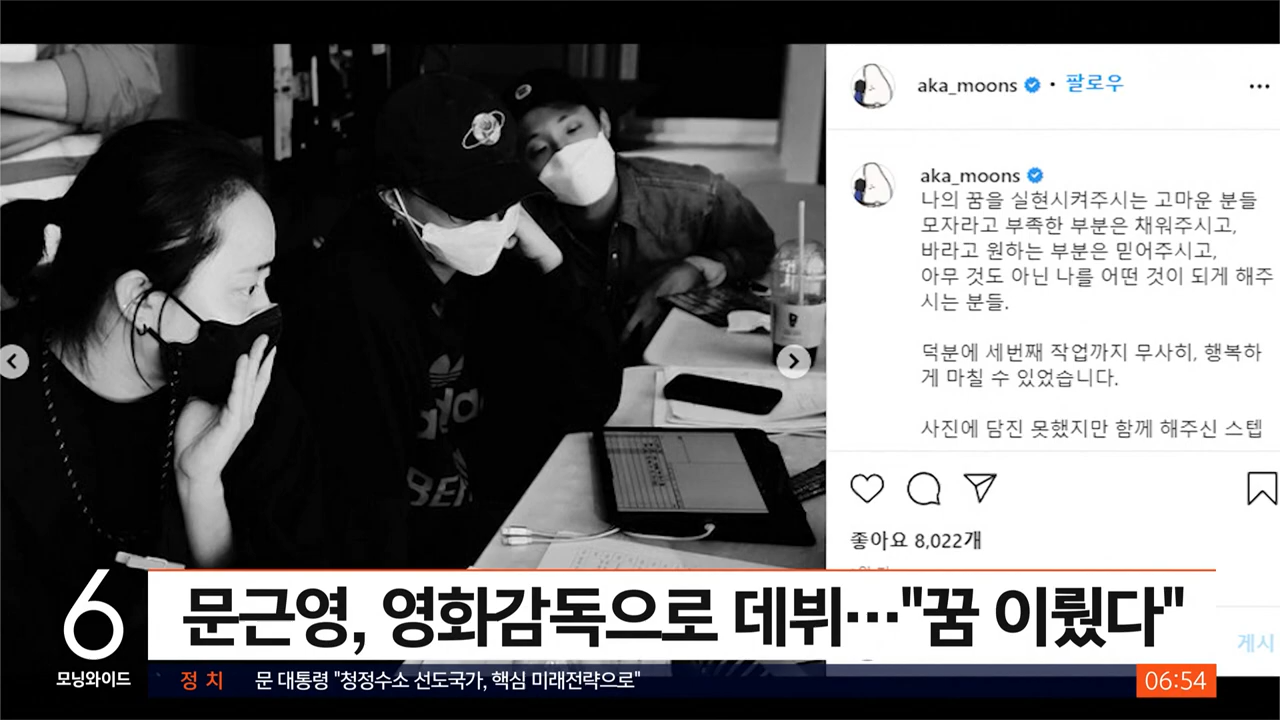 aka_moons • 팔로우
aka_moons
나의 꿈을 실현시켜주시는 고마운 분들
모자라고 부족한 부분은 채워주시고,
바라고 원하는 부분은 믿어주시고,
아무 것도 아닌 나를 어떤 것이 되게 해주
시는 분들.
덕분에 세번째 작업까지 무사히, 행복하
게 마칠 수 있었습니다.
사진에 담진 못했지만 함께 해주신 스텝
좋아요 8,022개
게시
adidas
BER
6
모닝와이드
문근영, 영화감독으로 데뷔…"꿈 이뤘다"
정치
문 대통령 "청정수소 선도국가, 핵심 미래전략으로"
06:54